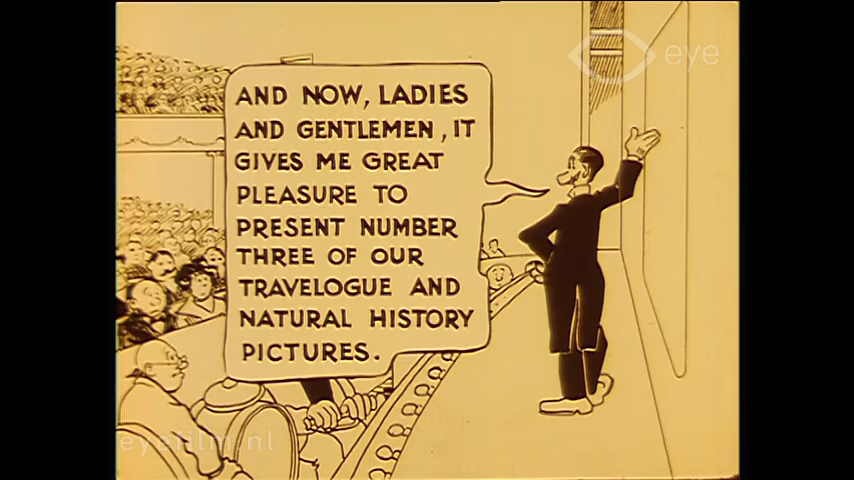 eye
AND NOW, LADIES
AND GENTLEMEN, IT
GIVES ME GREAT
PLEASURE TO
PRESENT NUMBER
THREE OF OUR
TRAVELOGUE AND
NATURAL HISTORY
PICTURES.
eyefilm.nl